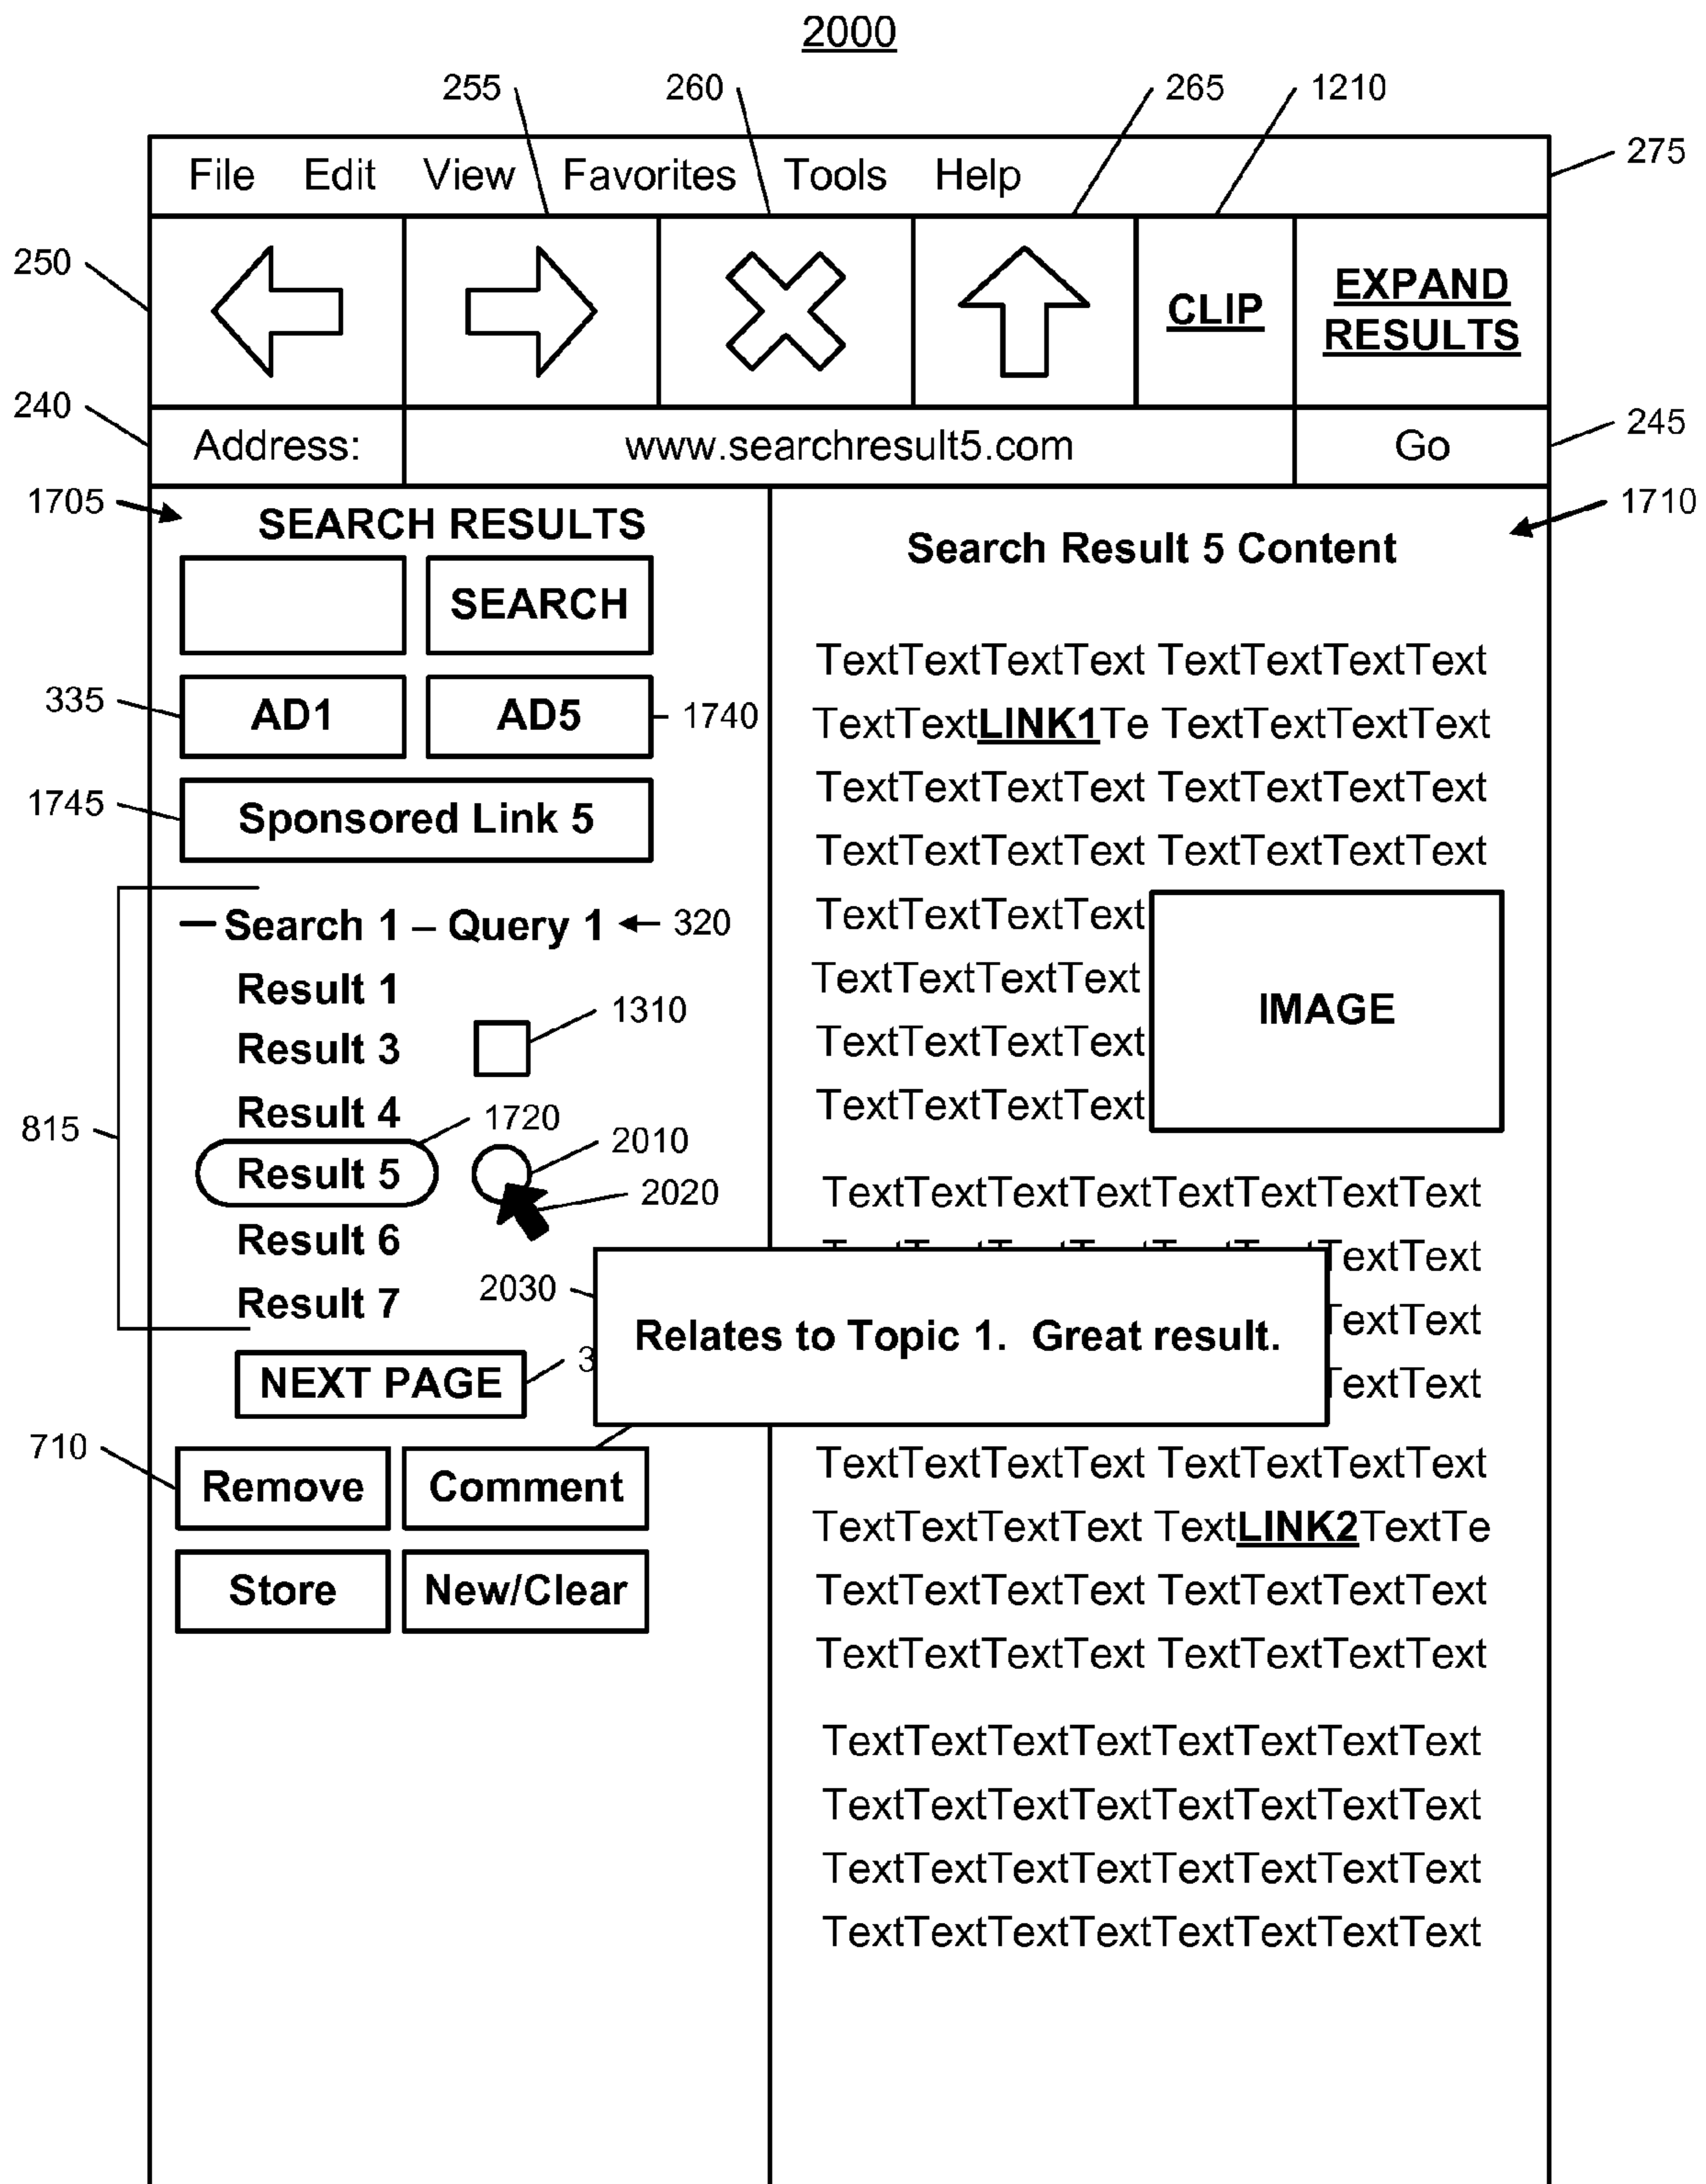 2000
255 260 265 1210
File Edit View Favorites Tools Help 275
250
CLIP
EXPAND
RESULTS
240 Address: www.searchresult5.com Go 245
1705 SEARCH RESULTS
1710
Search Result 5 Content
SEARCH
335 AD1 AD5 1740
1745 Sponsored Link 5
815
— Search 1 – Query 1 320
Result 1
Result 3 1310
Result 4
1720
Result 5 2010
2020
Result 6
Result 7
2030
Relates to Topic 1. Great result.
NEXT PAGE 3
710
Remove Comment
Store New/Clear
TextTextTextText TextTextTextText
TextTextLINK1Te TextTextTextText
TextTextTextText TextTextTextText
TextTextTextText TextTextTextText
TextTextTextText
TextTextTextText
TextTextTextText
TextTextTextText
IMAGE
TextTextTextTextTextTextTextText
TextText
TextText
TextText
TextTextTextText TextTextTextText
TextTextTextText TextLINK2TextTe
TextTextTextText TextTextTextText
TextTextTextText TextTextTextText
TextTextTextTextTextTextTextText
TextTextTextTextTextTextTextText
TextTextTextTextTextTextTextText
TextTextTextTextTextTextTextText